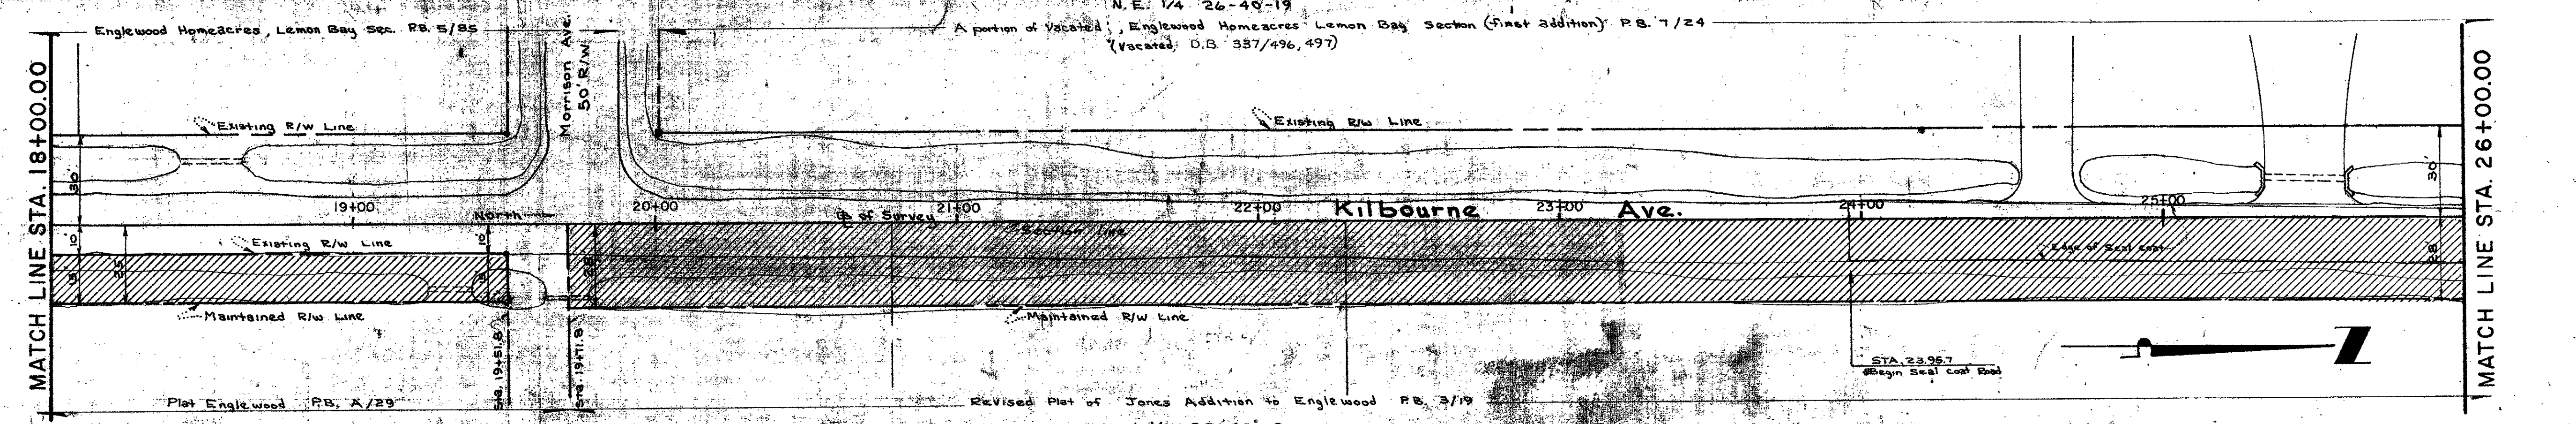 N.E. 1/4 26-40-19
Englewood Homeacres, Lemon Bay Sec. P.B. 5/85
A portion of Vacated, Englewood Homeacres Lemon Bay Section (first addition) P.B. 7/24
(Vacated D.B. 337/496, 497)
Morrison Ave.
50' R/W
MATCH LINE STA. 18+00.00
MATCH LINE STA. 26+00.00
Existing R/W Line
Existing R/W Line
30'
30'
19+00
North
20+00
℄ of Survey
21+00
22+00
Kilbourne Ave.
23+00
24+00
25+00
Section line
10'
Existing R/W Line
10'
Edge of Seal Coat
15'
25'
15'
28'
28'
Maintained R/W Line
Maintained R/W Line
Sta. 19+51.8
Sta. 19+71.8
STA. 23.95.7
Begin Seal Coat Road
Plat Englewood P.B. A/29
Revised Plat of Jones Addition to Englewood P.B. 3/19